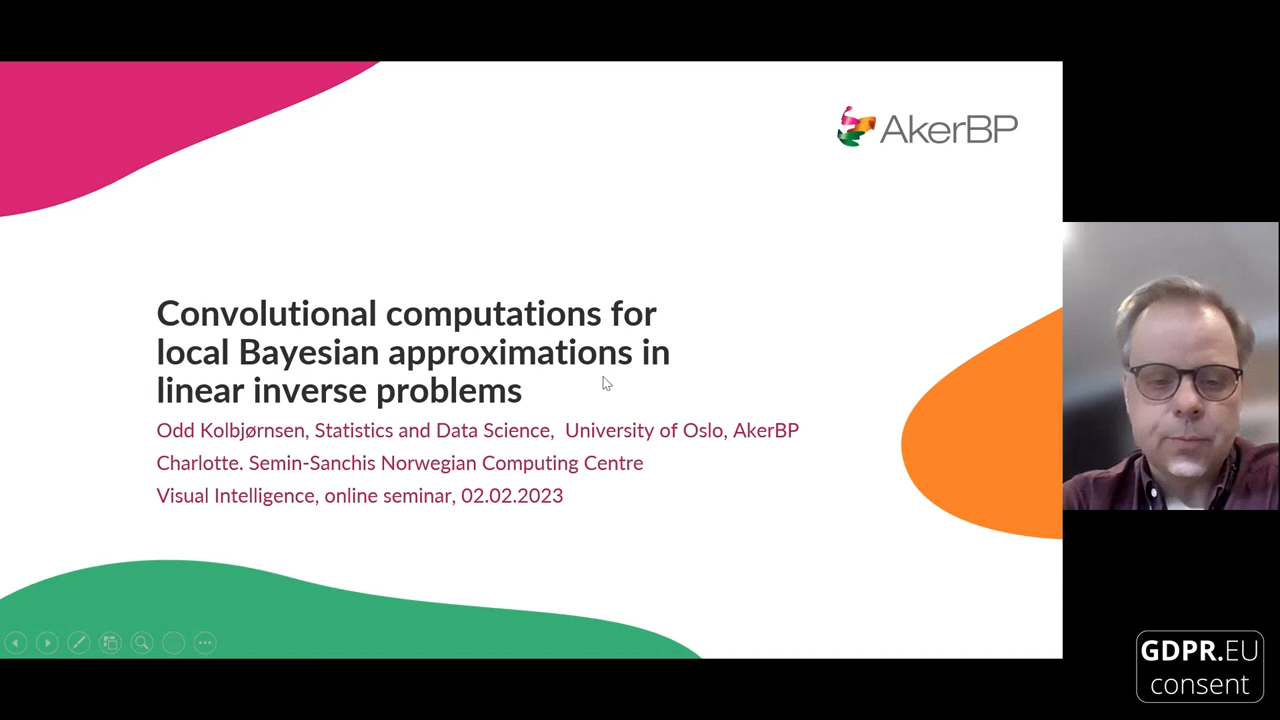 AkerBP
Convolutional computations for
local Bayesian approximations in
linear inverse problems
Odd Kolbjørnsen, Statistics and Data Science,  University of Oslo, AkerBP
Charlotte. Semin-Sanchis Norwegian Computing Centre
Visual Intelligence, online seminar, 02.02.2023
GDPR.EU
consent